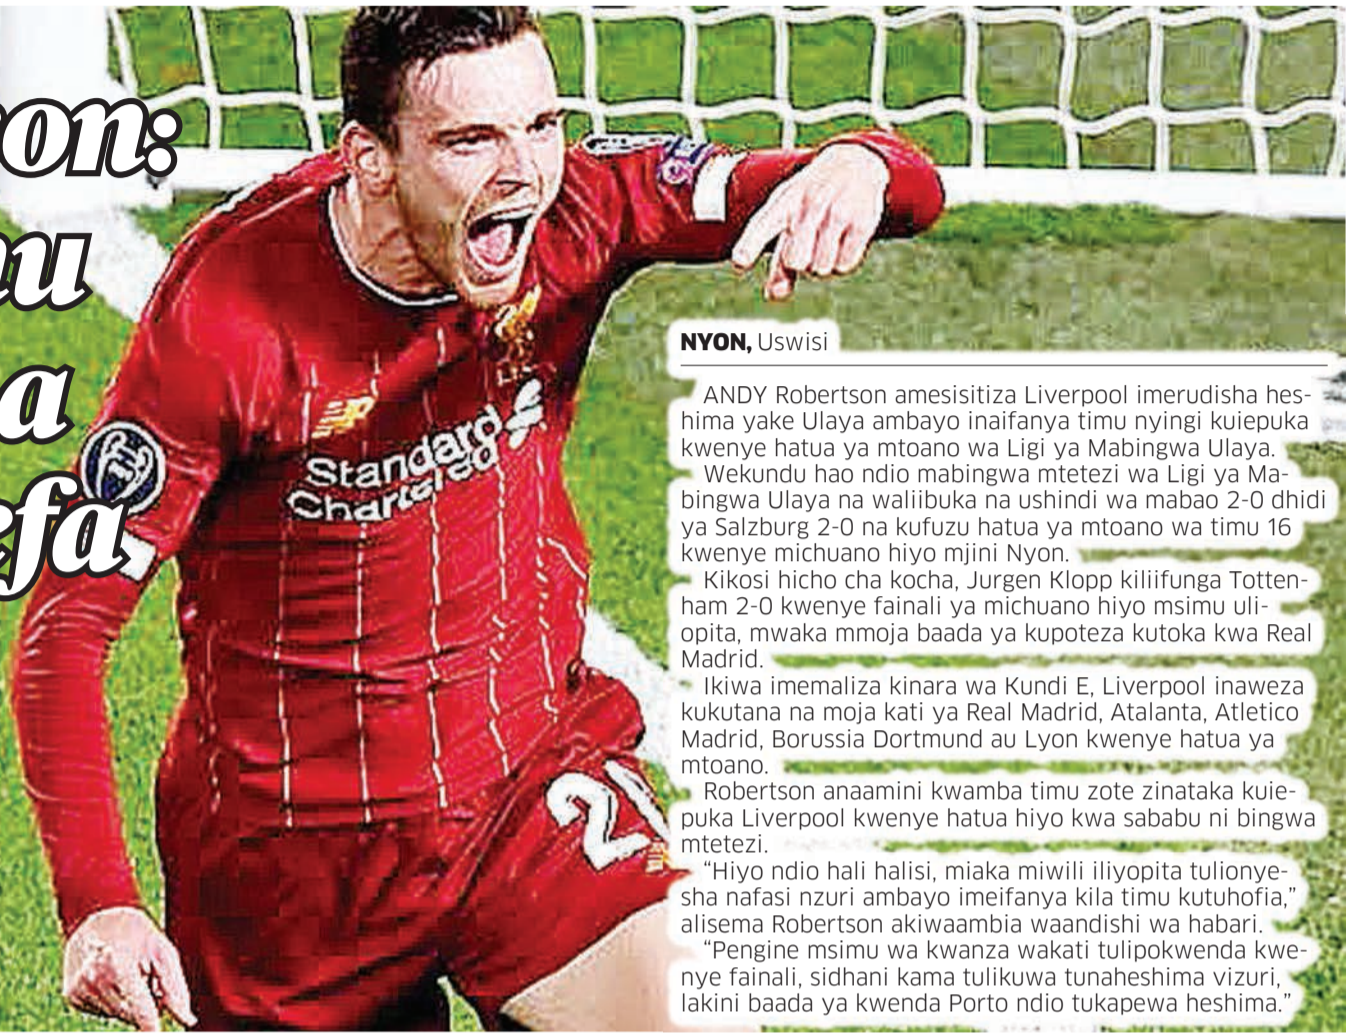 on:
u
a
efa
Standard
Chartered
NYON, Uswisi
ANDY Robertson amesisitiza Liverpool imerudisha hes-
hima yake Ulaya ambayo inaifanya timu nyingi kuiepuka
kwenye hatua ya mtoano wa Ligi ya Mabingwa Ulaya.
Wekundu hao ndio mabingwa mtetezi wa Ligi ya Ma-
bingwa Ulaya na waliibuka na ushindi wa mabao 2-0 dhidi
ya Salzburg 2-0 na kufuzu hatua ya mtoano wa timu 16
kwenye michuano hiyo mjini Nyon.
Kikosi hicho cha kocha, Jurgen Klopp kiliifunga Totten-
ham 2-0 kwenye fainali ya michuano hiyo msimu uli-
opita, mwaka mmoja baada ya kupoteza kutoka kwa Real
Madrid.
Ikiwa imemaliza kinara wa Kundi E, Liverpool inaweza
kukutana na moja kati ya Real Madrid, Atalanta, Atletico
Madrid, Borussia Dortmund au Lyon kwenye hatua ya
mtoano.
Robertson anaamini kwamba timu zote zinataka kuie-
puka Liverpool kwenye hatua hiyo kwa sababu ni bingwa
mtetezi.
“Hiyo ndio hali halisi, miaka miwili iliyopita tulionye-
sha nafasi nzuri ambayo imeifanya kila timu kutuhofia,”
alisema Robertson akiwaambia waandishi wa habari.
“Pengine msimu wa kwanza wakati tulipokwenda kwe-
nye fainali, sidhani kama tulikuwa tunaheshima vizuri,
lakini baada ya kwenda Porto ndio tukapewa heshima.”